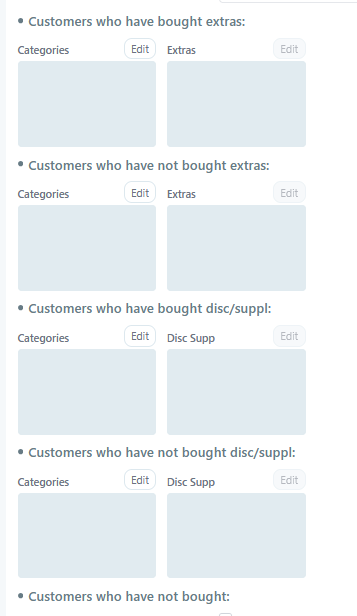 • Customers who have bought extras:
Categories Edit Extras Edit
• Customers who have not bought extras:
Categories Edit Extras Edit
• Customers who have bought disc/suppl:
Categories Edit Disc Supp Edit
• Customers who have not bought disc/suppl:
Categories Edit Disc Supp Edit
• Customers who have not bought: